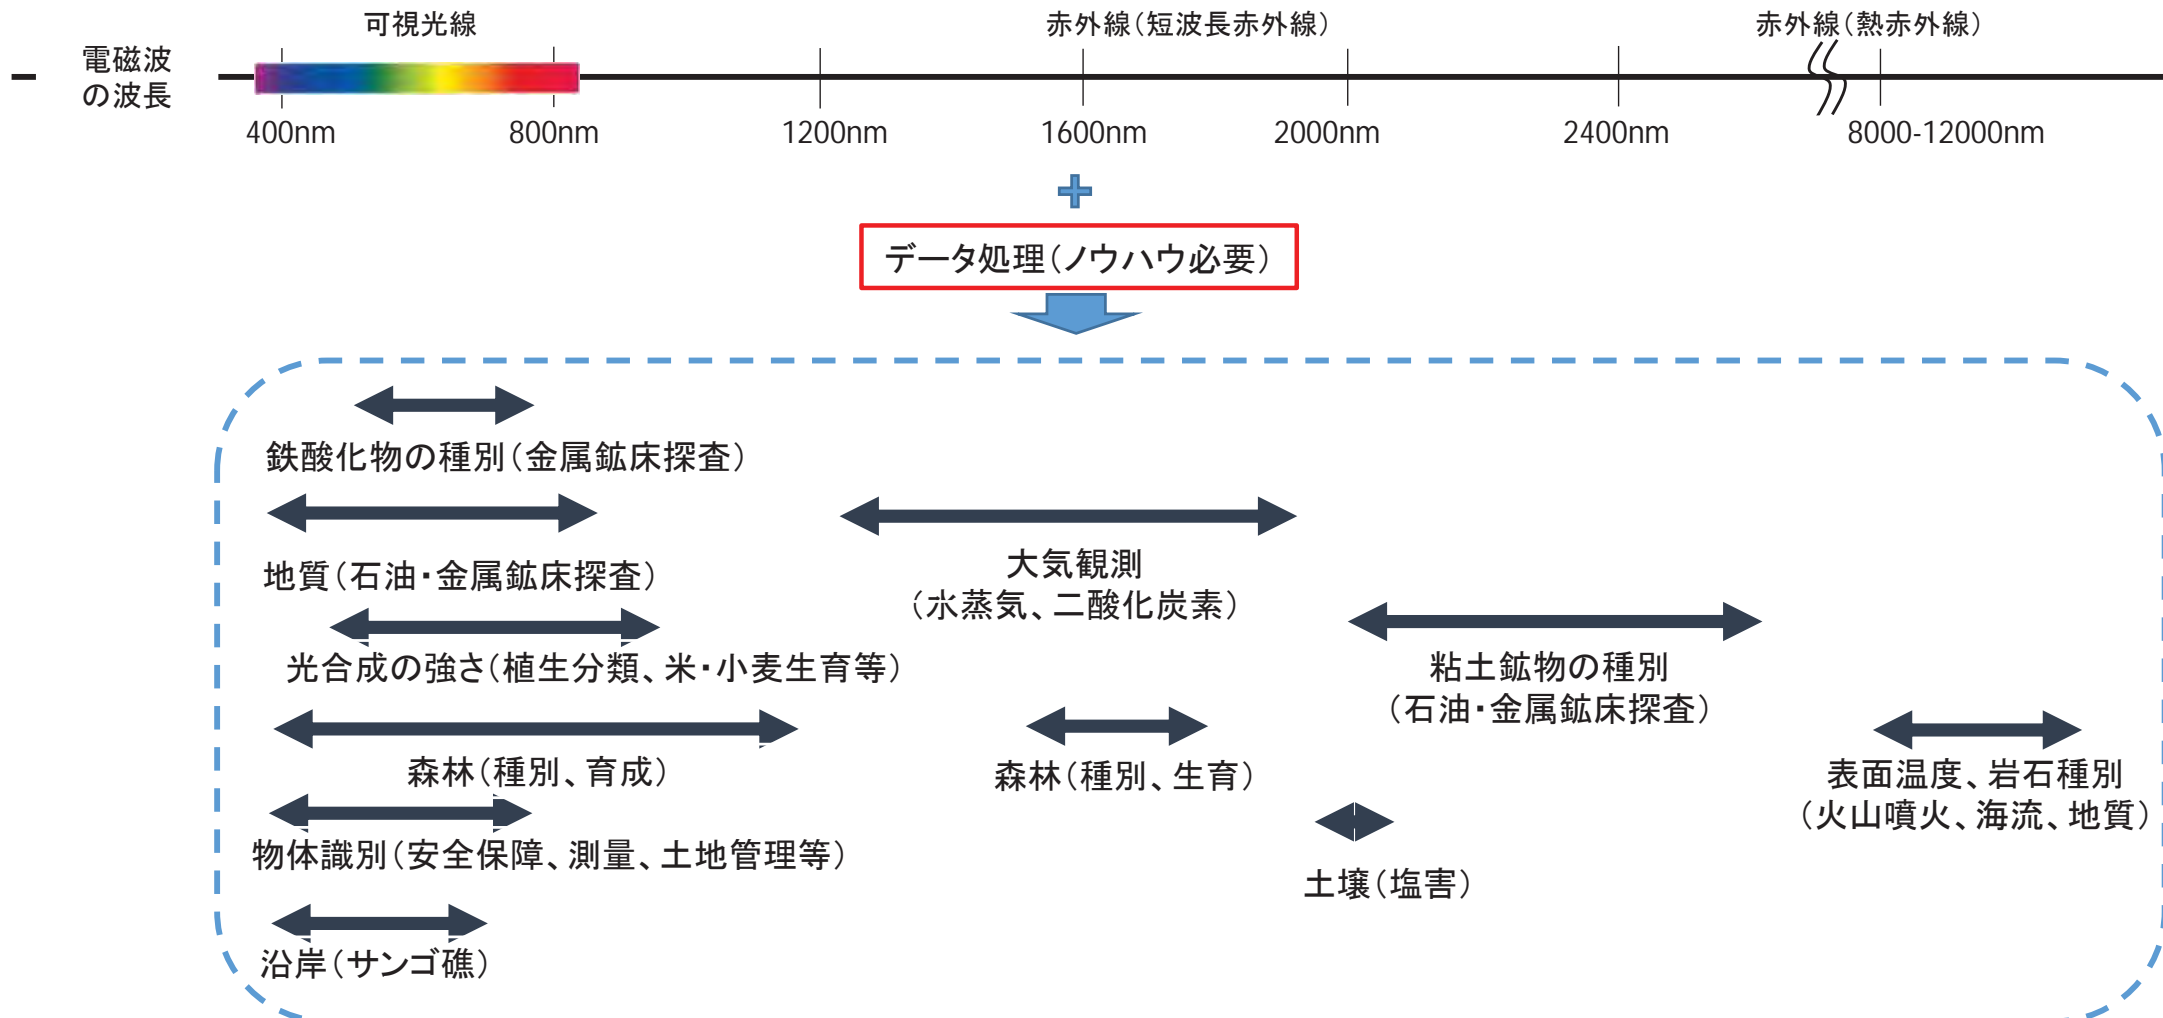 可視光線
赤外線（短波長赤外線）
赤外線（熱赤外線）
電磁波
の波長
400nm
800nm
1200nm
1600nm
2000nm
2400nm
8000-12000nm
データ処理（ノウハウ必要）
鉄酸化物の種別（金属鉱床探査）
地質（石油・金属鉱床探査）
大気観測
（水蒸気、二酸化炭素）
光合成の強さ（植生分類、米・小麦生育等）
粘土鉱物の種別
（石油・金属鉱床探査）
森林（種別、育成）
森林（種別、生育）
表面温度、岩石種別
（火山噴火、海流、地質）
物体識別（安全保障、測量、土地管理等）
土壌（塩害）
沿岸（サンゴ礁）